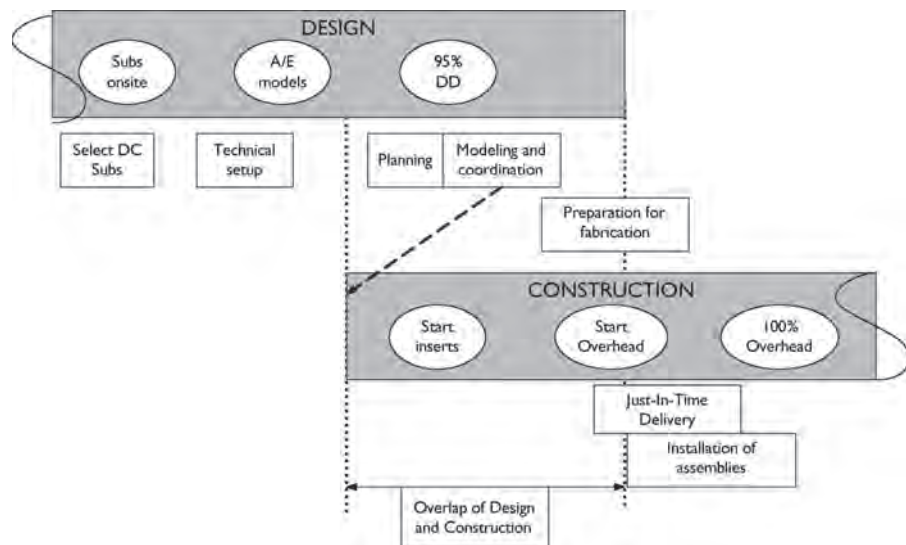 DESIGN
Subs
onsite
A/E
models
95%
DD
Select DC
Subs
Technical
setup
Planning
Modeling and
coordination
Preparation for
fabrication
CONSTRUCTION
Start
inserts
Start
Overhead
100%
Overhead
Just-In-Time
Delivery
Installation of
assemblies
Overlap of Design
and Construction